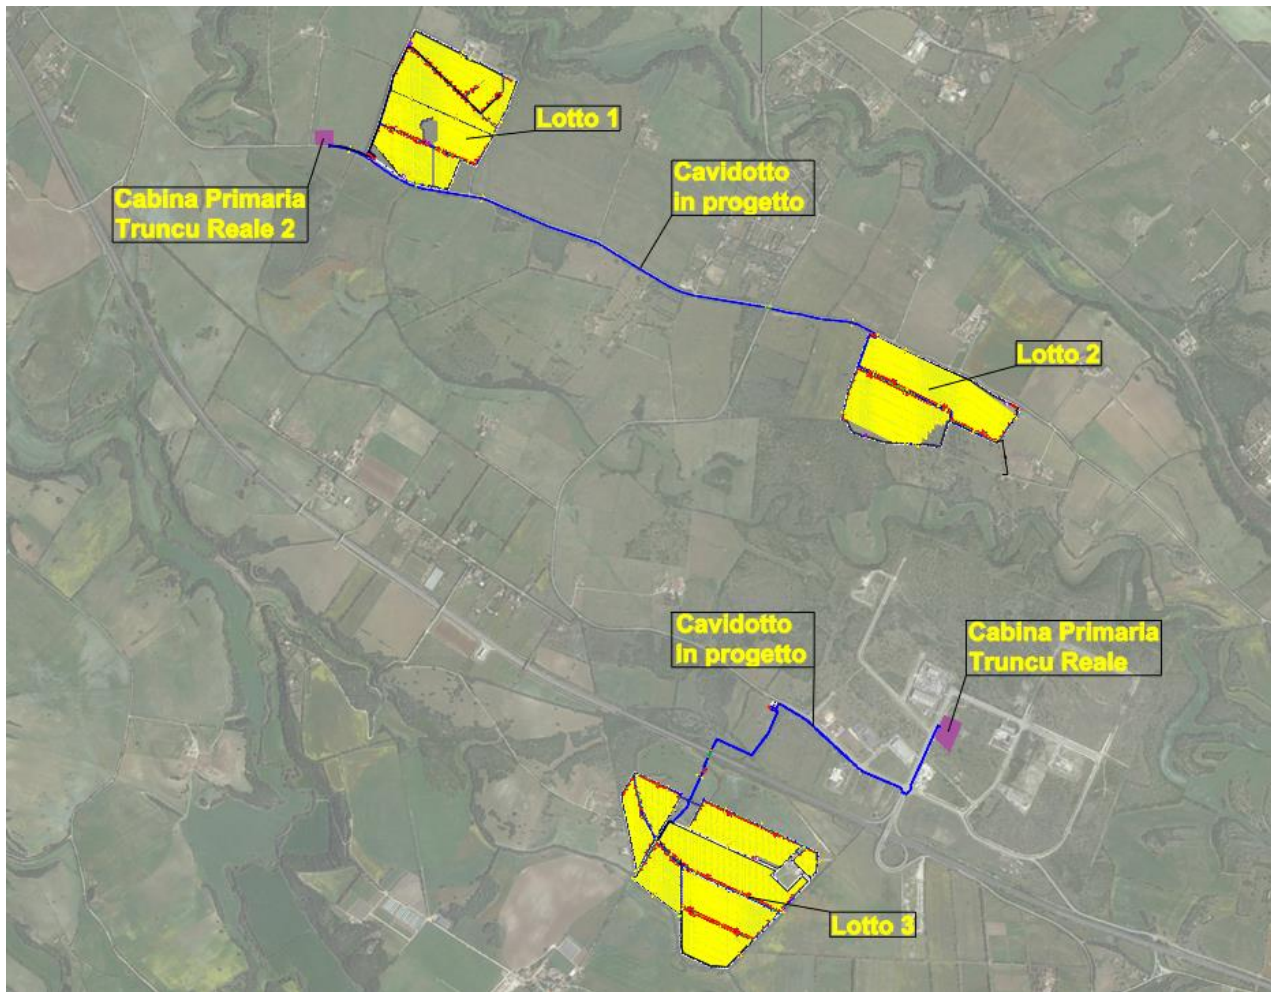 Lotto 1
Cavidotto
in progetto
Cabina Primaria
Truncu Reale 2
Lotto 2
Cavidotto
in progetto
Cabina Primaria
Truncu Reale
Lotto 3